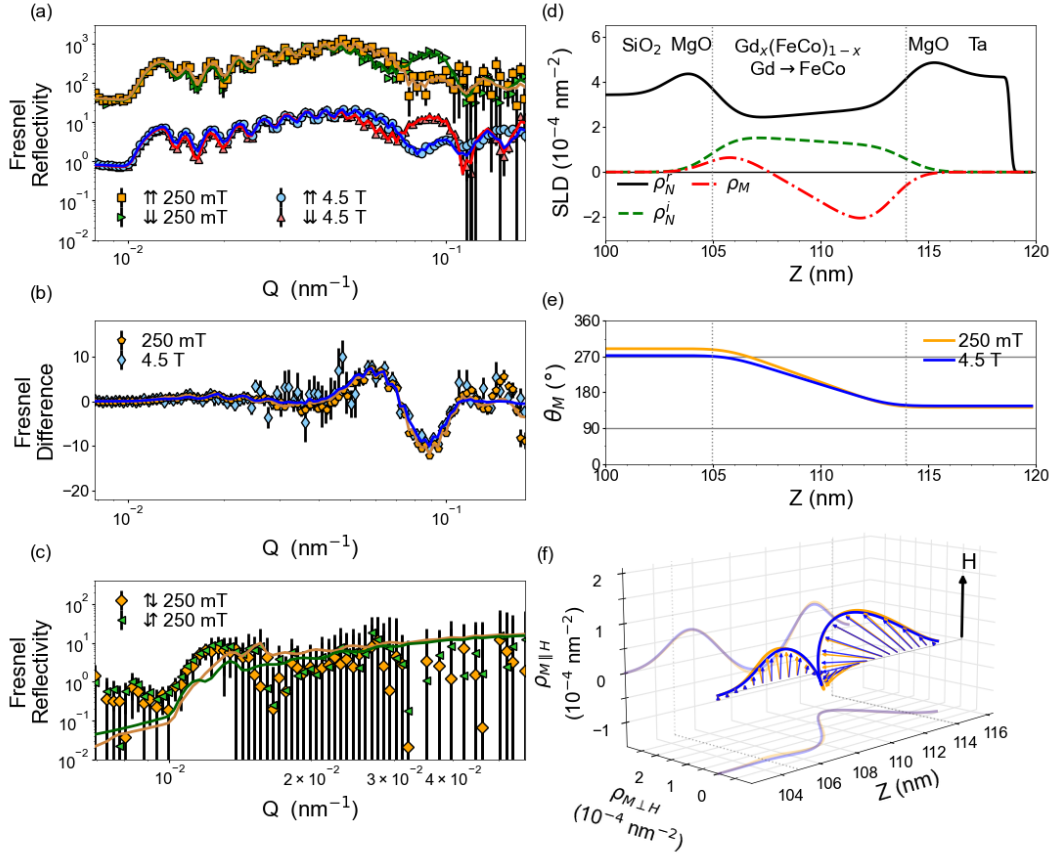 (a)
10³
10²
10¹
10⁰
10⁻¹
10⁻²
Fresnel
Reflectivity
⇈ 250 mT
⇊ 250 mT
⇈ 4.5 T
⇊ 4.5 T
10⁻²
10⁻¹
Q (nm⁻¹)
(b)
10
0
−10
−20
Fresnel
Difference
250 mT
4.5 T
10⁻²
10⁻¹
Q (nm⁻¹)
(c)
10²
10¹
10⁰
10⁻¹
10⁻²
Fresnel
Reflectivity
⇅ 250 mT
⇵ 250 mT
10⁻²
2 × 10⁻²
3 × 10⁻²
4 × 10⁻²
Q (nm⁻¹)
(d)
6
4
2
0
−2
SLD (10⁻⁴ nm⁻²)
SiO₂ MgO Gdₓ(FeCo)₁₋ₓ MgO Ta
Gd → FeCo
ρ_N^r
ρ_M
ρ_N^i
100 105 110 115 120
Z (nm)
(e)
360
270
180
90
0
θ_M (°)
250 mT
4.5 T
100 105 110 115 120
Z (nm)
(f)
H
2
1
0
−1
ρ_M∥H
(10⁻⁴ nm⁻²)
2 1 0
ρ_M⊥H
(10⁻⁴ nm⁻²)
104 106 108 110 112 114 116
Z (nm)